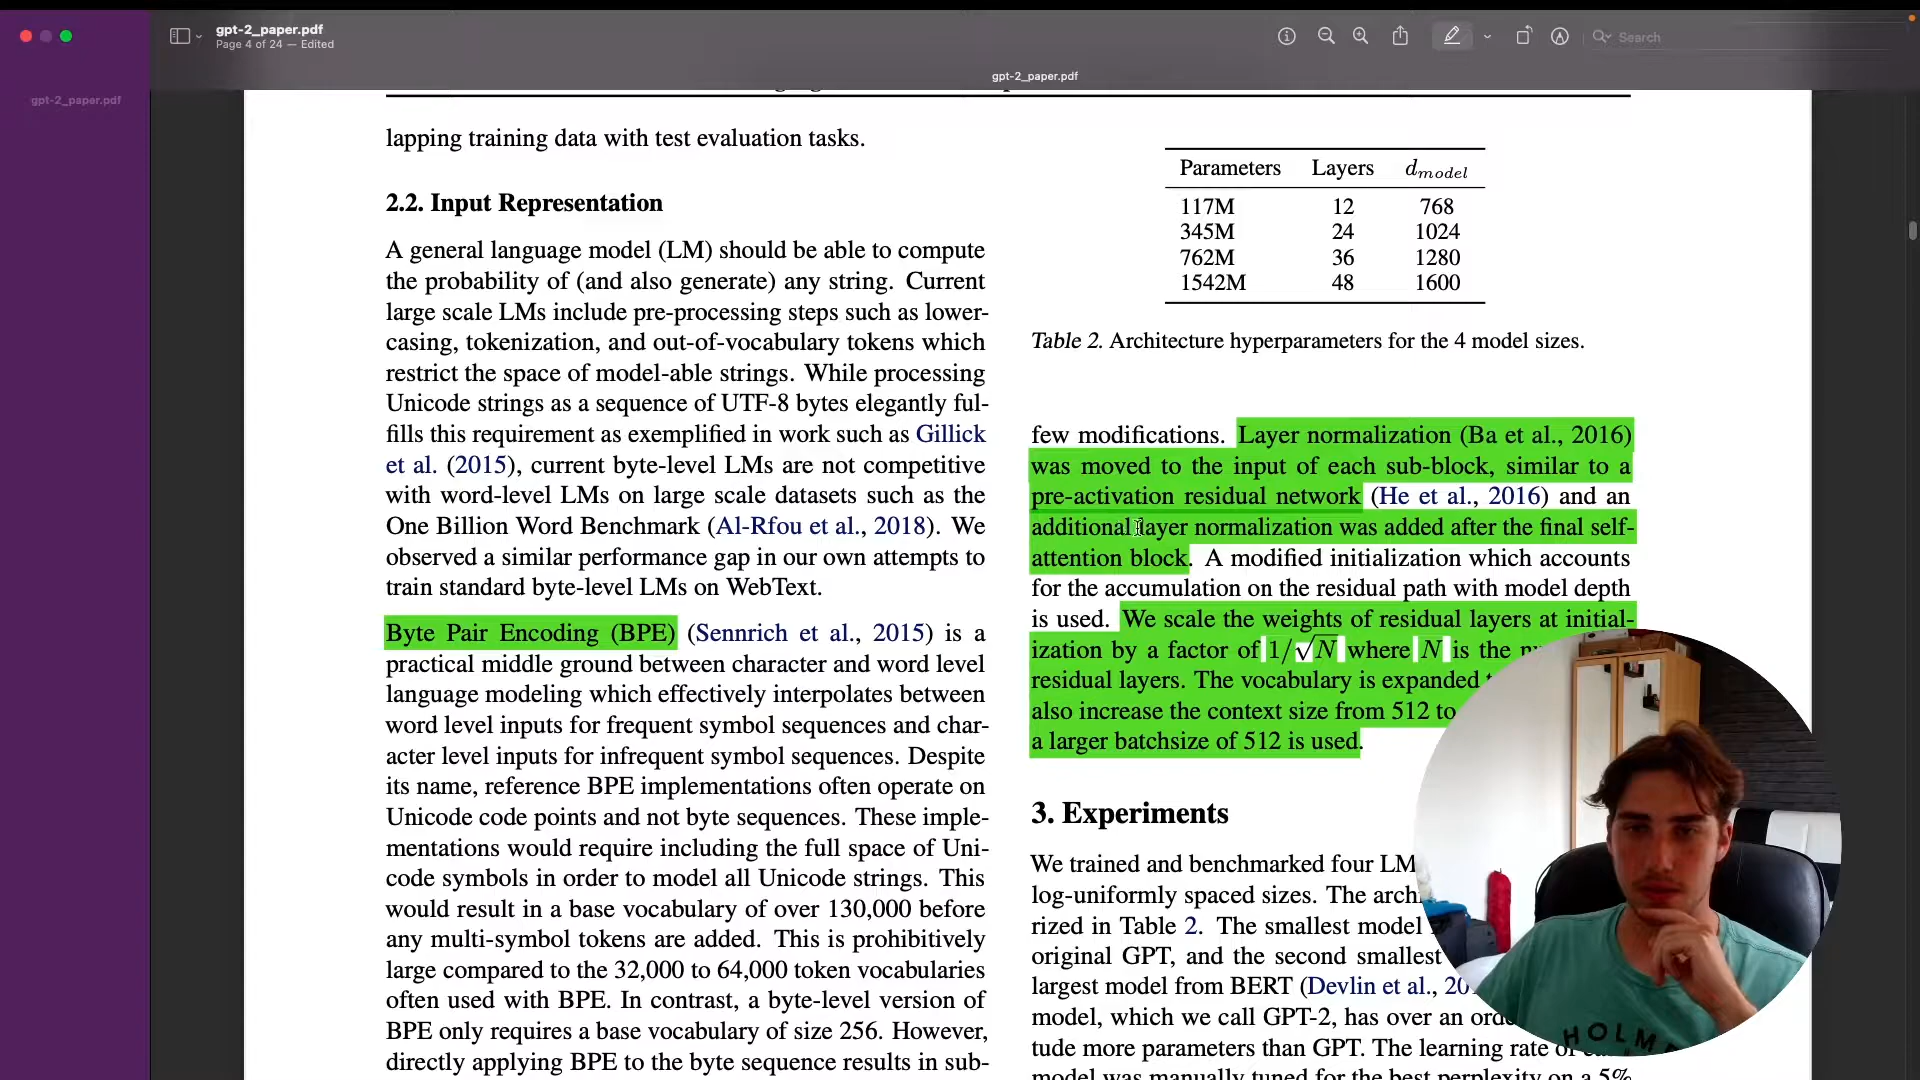 gpt-2_paper.pdf
Page 4 of 24 — Edited
Search
gpt-2_paper.pdf
gpt-2_paper.pdf
lapping training data with test evaluation tasks.
2.2. Input Representation
A general language model (LM) should be able to compute
the probability of (and also generate) any string. Current
large scale LMs include pre-processing steps such as lower-
casing, tokenization, and out-of-vocabulary tokens which
restrict the space of model-able strings. While processing
Unicode strings as a sequence of UTF-8 bytes elegantly ful-
fills this requirement as exemplified in work such as Gillick
et al. (2015), current byte-level LMs are not competitive
with word-level LMs on large scale datasets such as the
One Billion Word Benchmark (Al-Rfou et al., 2018). We
observed a similar performance gap in our own attempts to
train standard byte-level LMs on WebText.
Byte Pair Encoding (BPE) (Sennrich et al., 2015) is a
practical middle ground between character and word level
language modeling which effectively interpolates between
word level inputs for frequent symbol sequences and char-
acter level inputs for infrequent symbol sequences. Despite
its name, reference BPE implementations often operate on
Unicode code points and not byte sequences. These imple-
mentations would require including the full space of Uni-
code symbols in order to model all Unicode strings. This
would result in a base vocabulary of over 130,000 before
any multi-symbol tokens are added. This is prohibitively
large compared to the 32,000 to 64,000 token vocabularies
often used with BPE. In contrast, a byte-level version of
BPE only requires a base vocabulary of size 256. However,
directly applying BPE to the byte sequence results in sub-
Parameters Layers d_model
117M 12 768
345M 24 1024
762M 36 1280
1542M 48 1600
Table 2. Architecture hyperparameters for the 4 model sizes.
few modifications. Layer normalization (Ba et al., 2016)
was moved to the input of each sub-block, similar to a
pre-activation residual network (He et al., 2016) and an
additional layer normalization was added after the final self-
attention block. A modified initialization which accounts
for the accumulation on the residual path with model depth
is used. We scale the weights of residual layers at initial-
ization by a factor of 1/√N where N is the
residual layers. The vocabulary is expanded
also increase the context size from 512 to
a larger batchsize of 512 is used.
3. Experiments
We trained and benchmarked four LM
log-uniformly spaced sizes. The arch
rized in Table 2. The smallest model
original GPT, and the second smallest
largest model from BERT (Devlin et al., 20
model, which we call GPT-2, has over an ord
tude more parameters than GPT. The learning rate of
model was manually tuned for the best perplexity on a 5%
HOLM